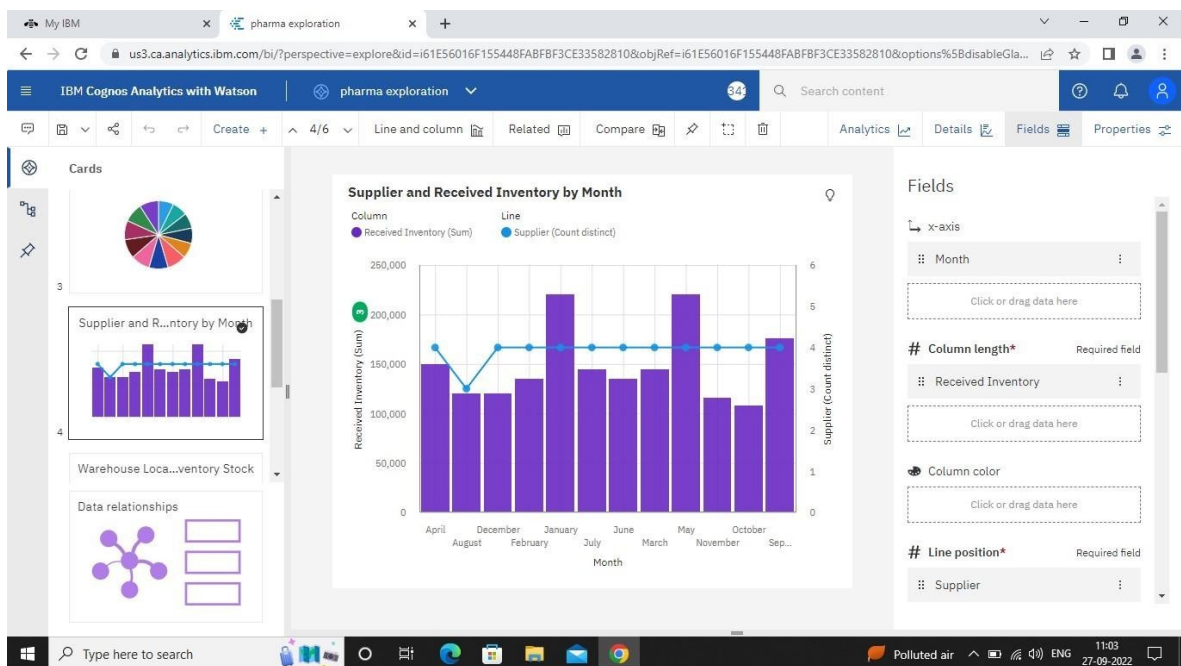 My IBM
pharma exploration
us3.ca.analytics.ibm.com/bi/?perspective=explore&id=i61E56016F155448FABFBF3CE33582810&objRef=i61E56016F155448FABFBF3CE33582810&options%5BdisableGla...
IBM Cognos Analytics with Watson
pharma exploration
Search content
Create +
4/6
Line and column
Related
Compare
Analytics
Details
Fields
Properties
Cards
3
Supplier and R...ntory by Month
4
Warehouse Loca...ventory Stock
Data relationships
Supplier and Received Inventory by Month
Column
Line
Received Inventory (Sum)
Supplier (Count distinct)
250,000
200,000
150,000
100,000
50,000
0
Received Inventory (Sum)
3
6
5
4
3
2
1
0
Supplier (Count distinct)
April
December
January
June
May
October
August
February
July
March
November
Sep...
Month
Fields
x-axis
Month
Click or drag data here
# Column length*
Required field
Received Inventory
Click or drag data here
Column color
Click or drag data here
# Line position*
Required field
Supplier
Type here to search
Polluted air
ENG
11:03
27-09-2022